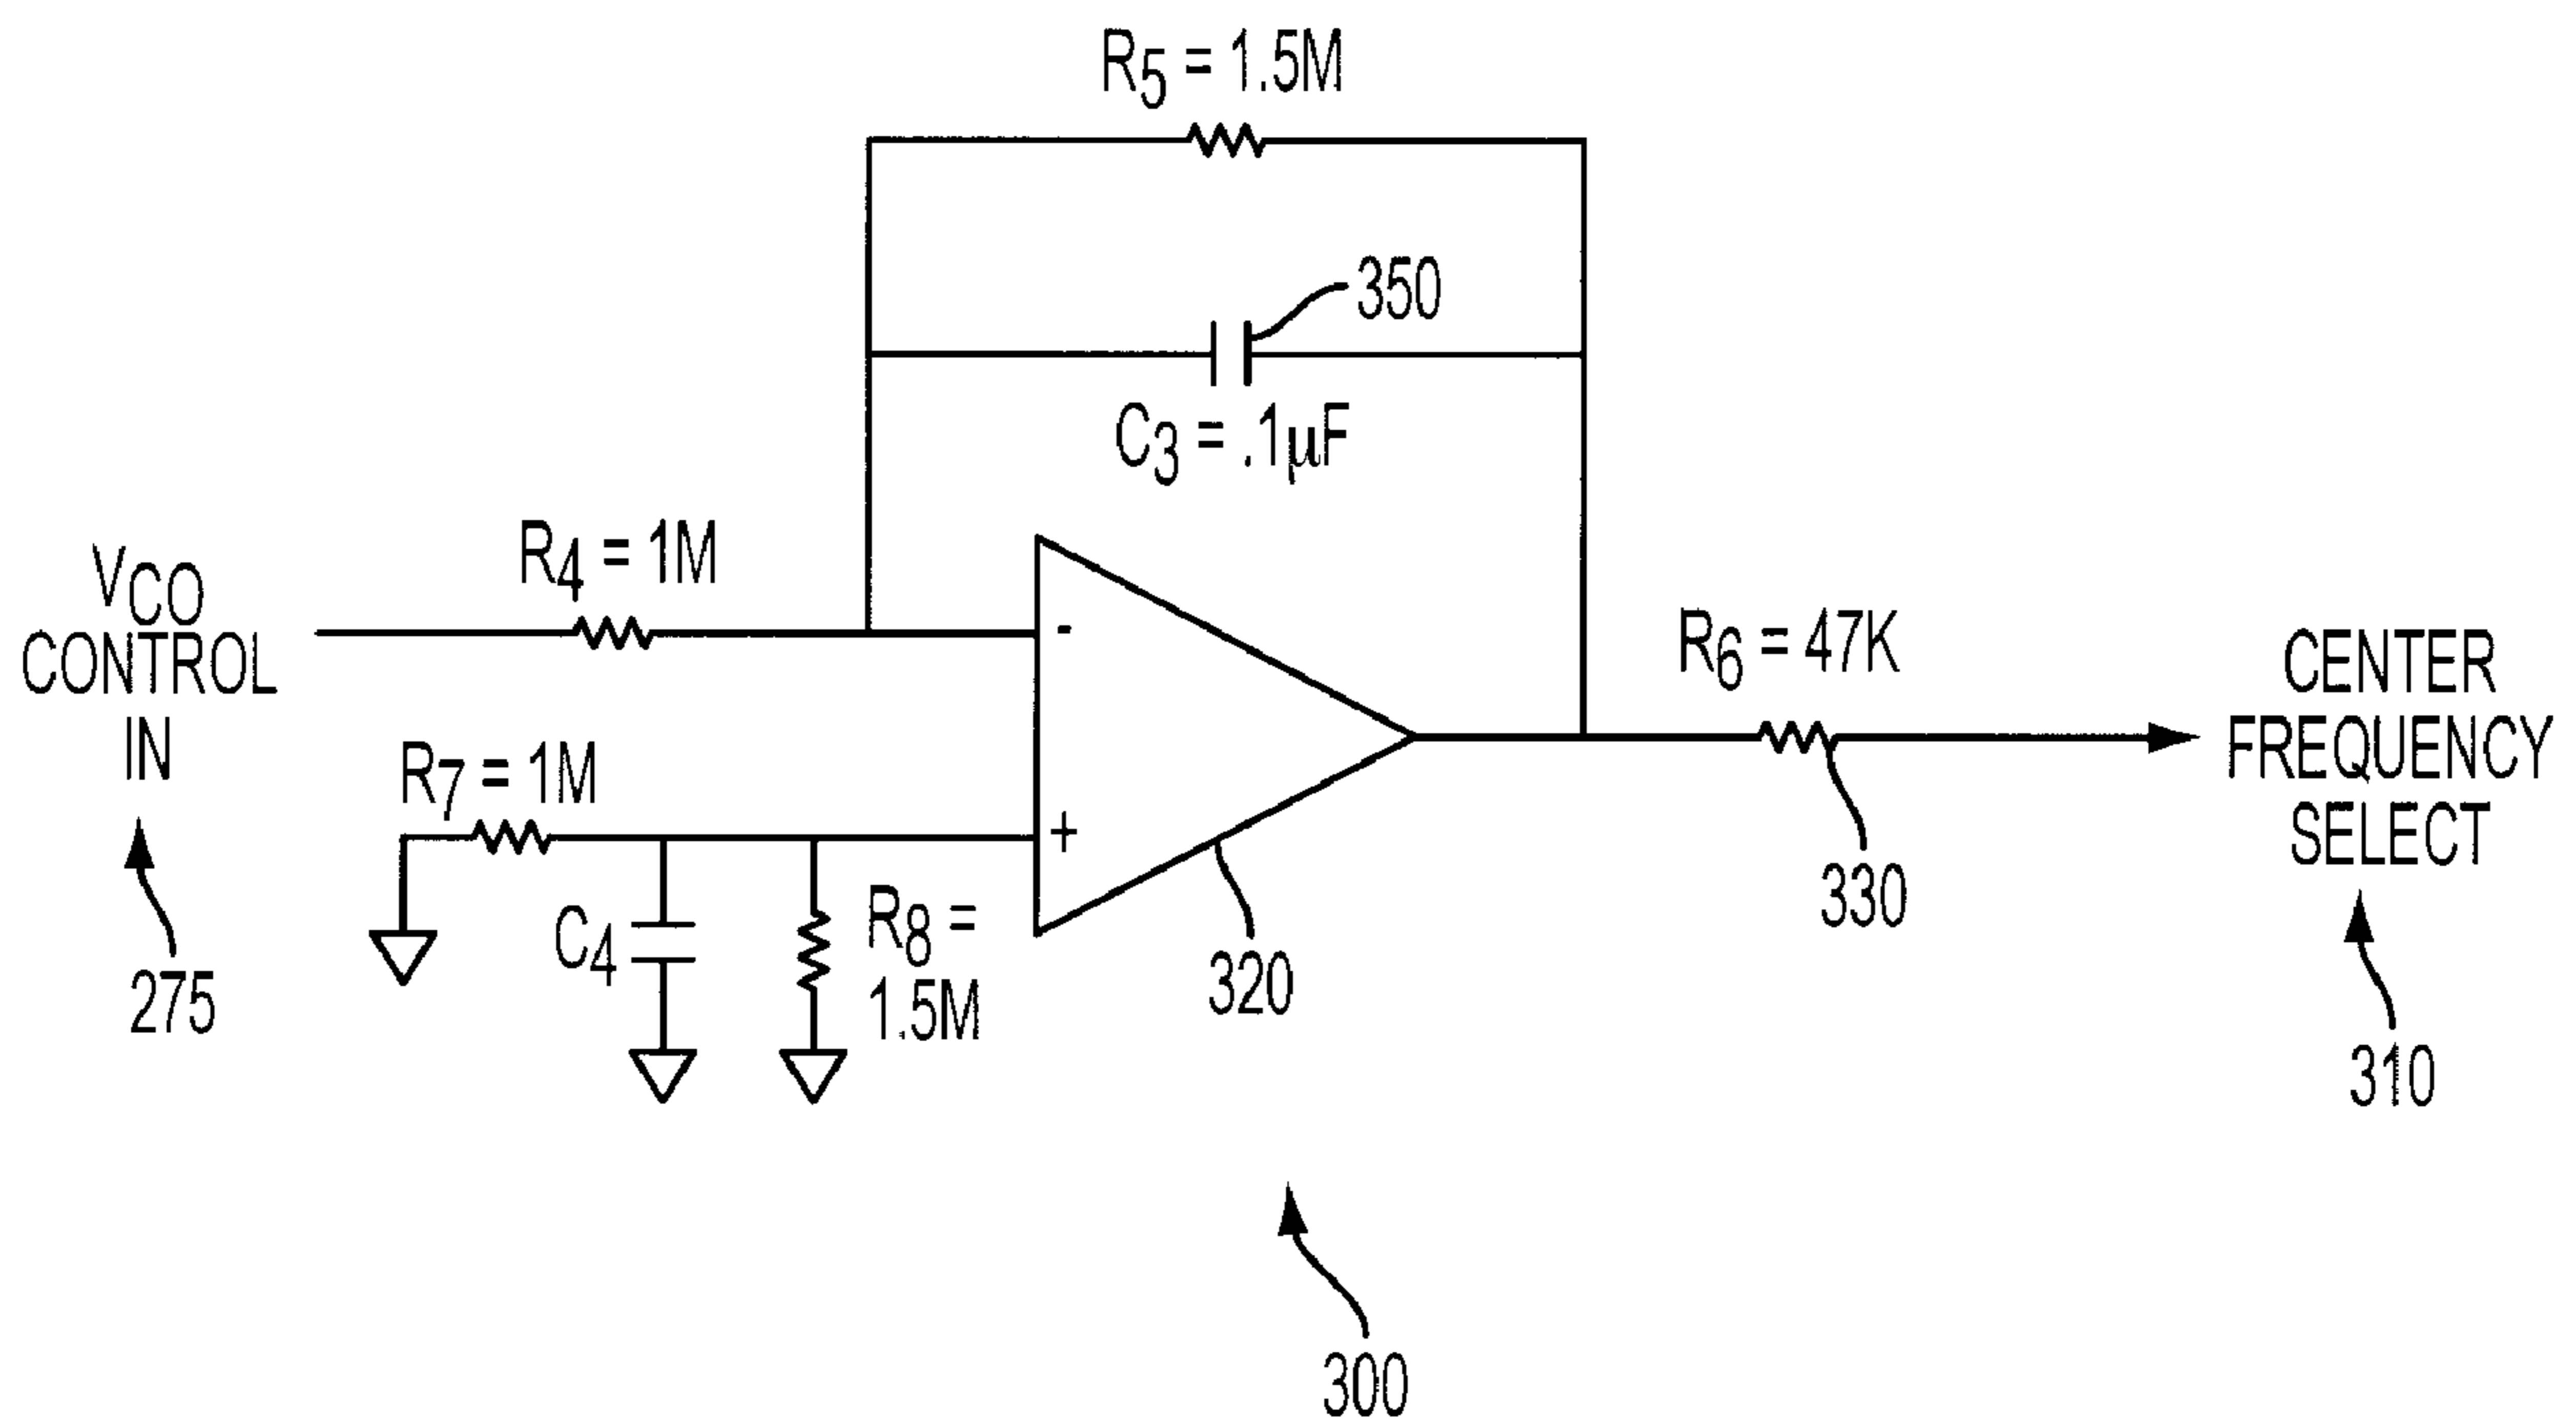 R5 = 1.5M
350
C3 = .1µF
R4 = 1M
VCO
CONTROL
IN
275
-
R7 = 1M
+
C4
R8 =
1.5M
320
R6 = 47K
330
CENTER
FREQUENCY
SELECT
310
300